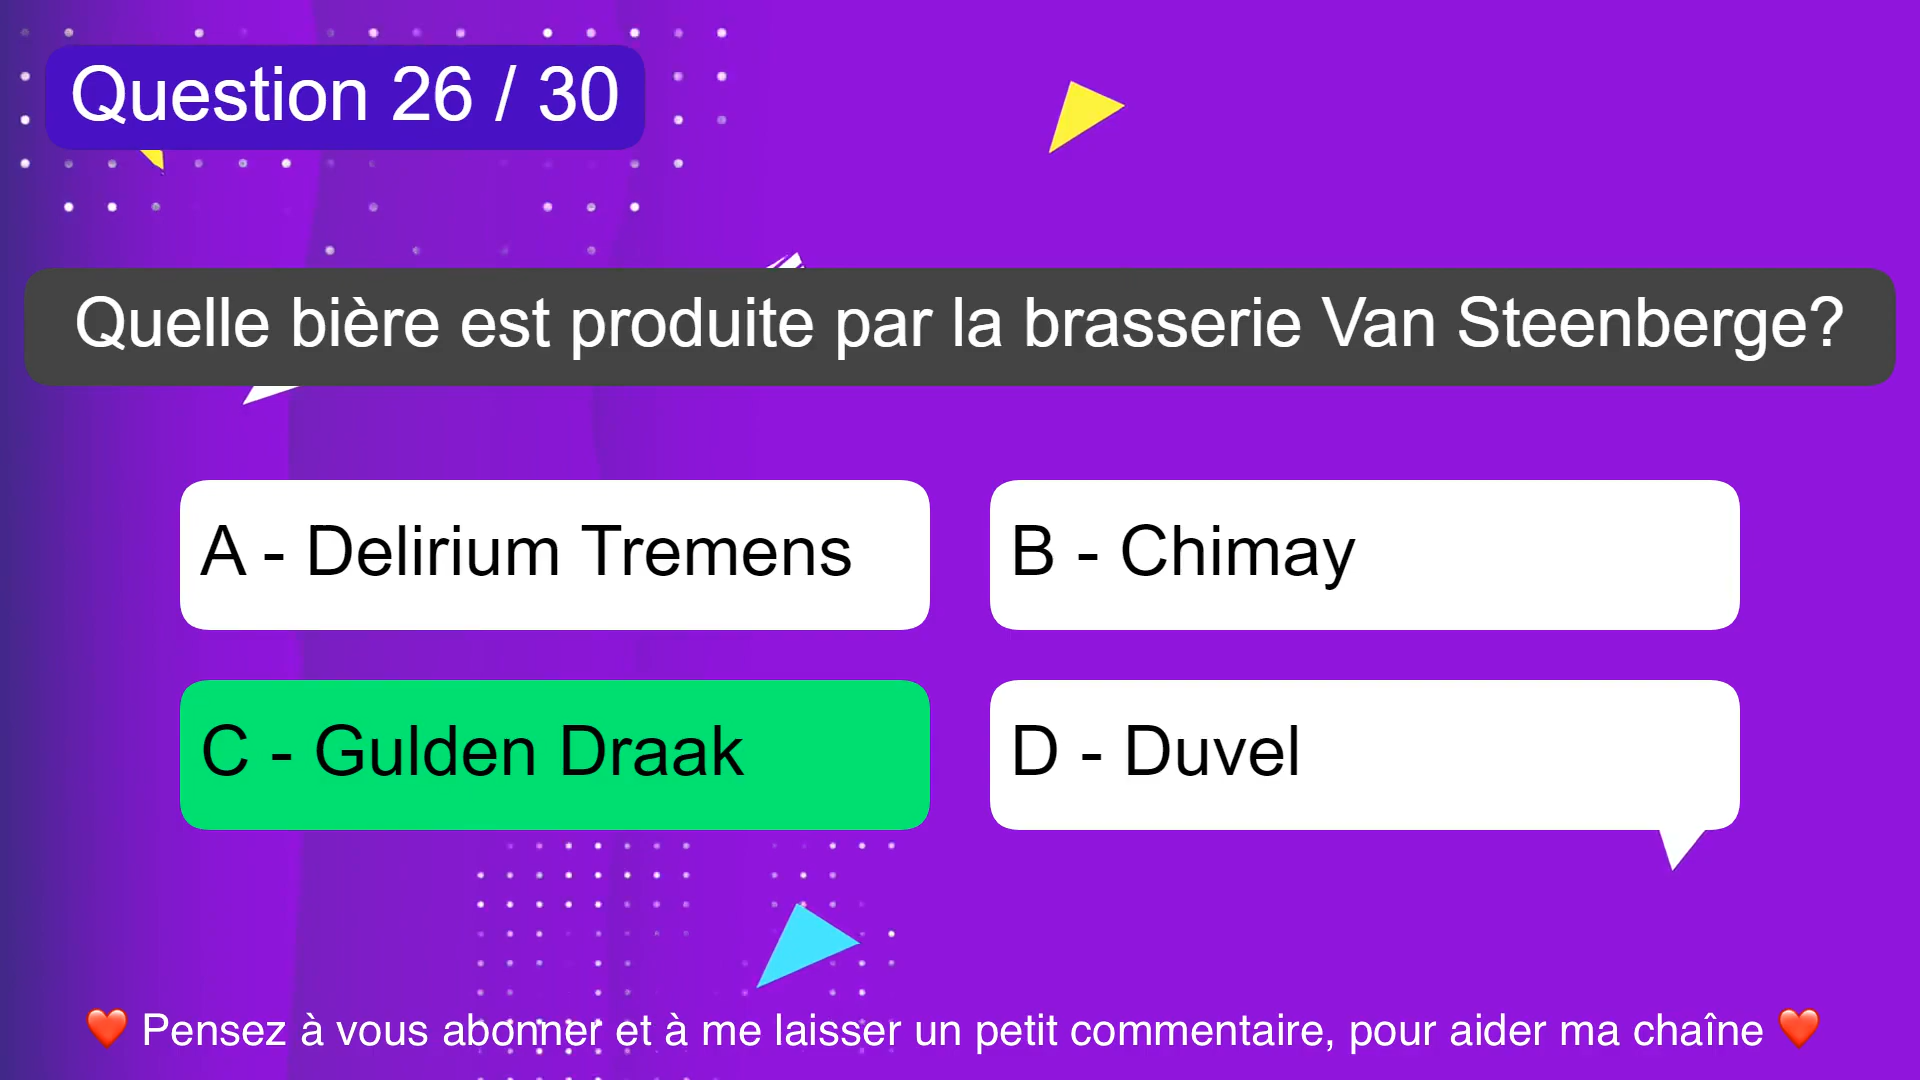 Question 26 / 30
Quelle bière est produite par la brasserie Van Steenberge?
A - Delirium Tremens
B - Chimay
C - Gulden Draak
D - Duvel
❤️ Pensez à vous abonner et à me laisser un petit commentaire, pour aider ma chaîne ❤️